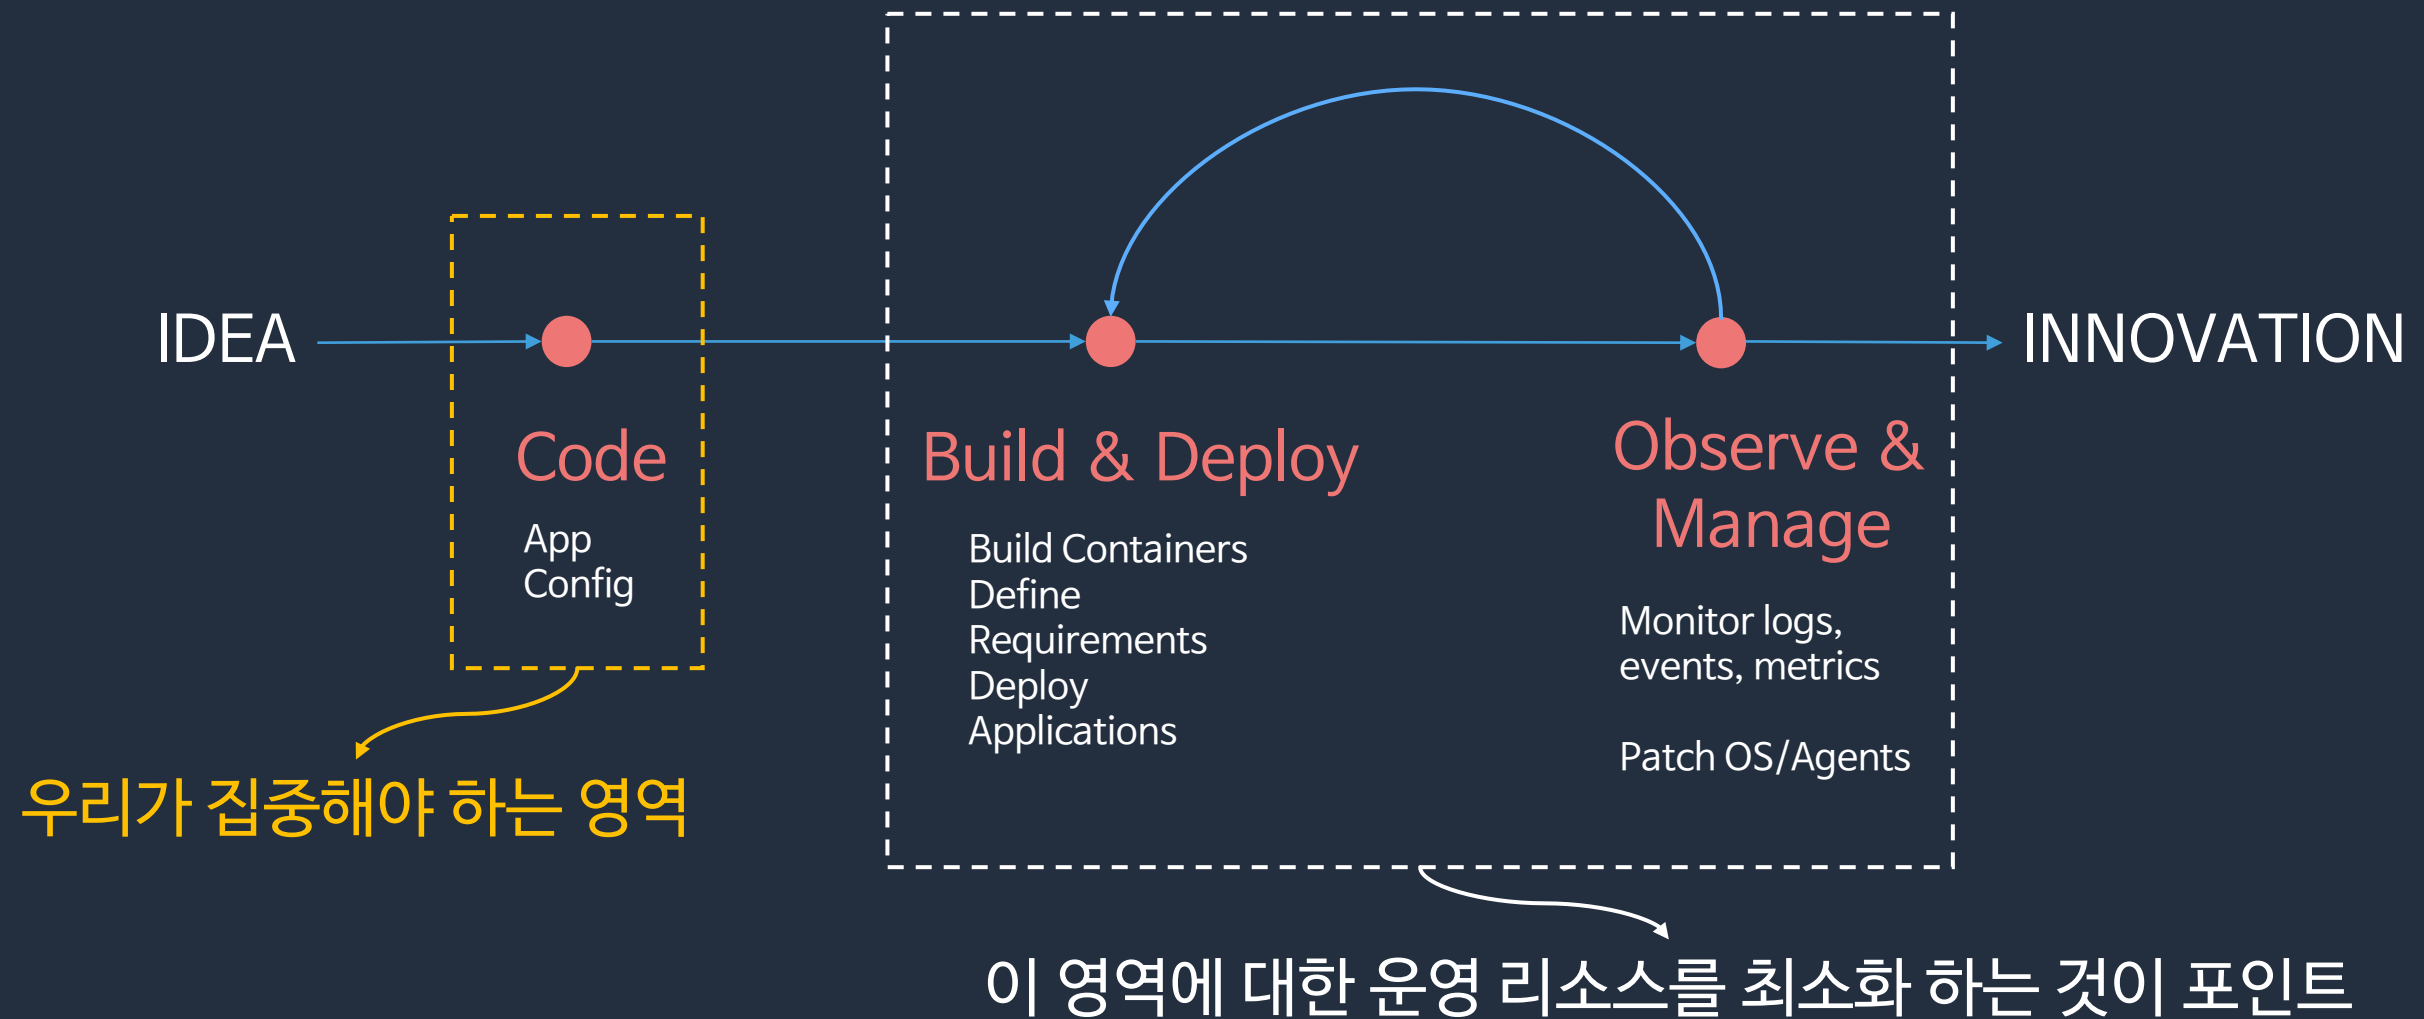 IDEA
INNOVATION
Code
App
Config
Build & Deploy
Build Containers
Define
Requirements
Deploy
Applications
Observe &
Manage
Monitor logs,
events, metrics
Patch OS/Agents
우리가 집중해야 하는 영역
이 영역에 대한 운영 리소스를 최소화 하는 것이 포인트